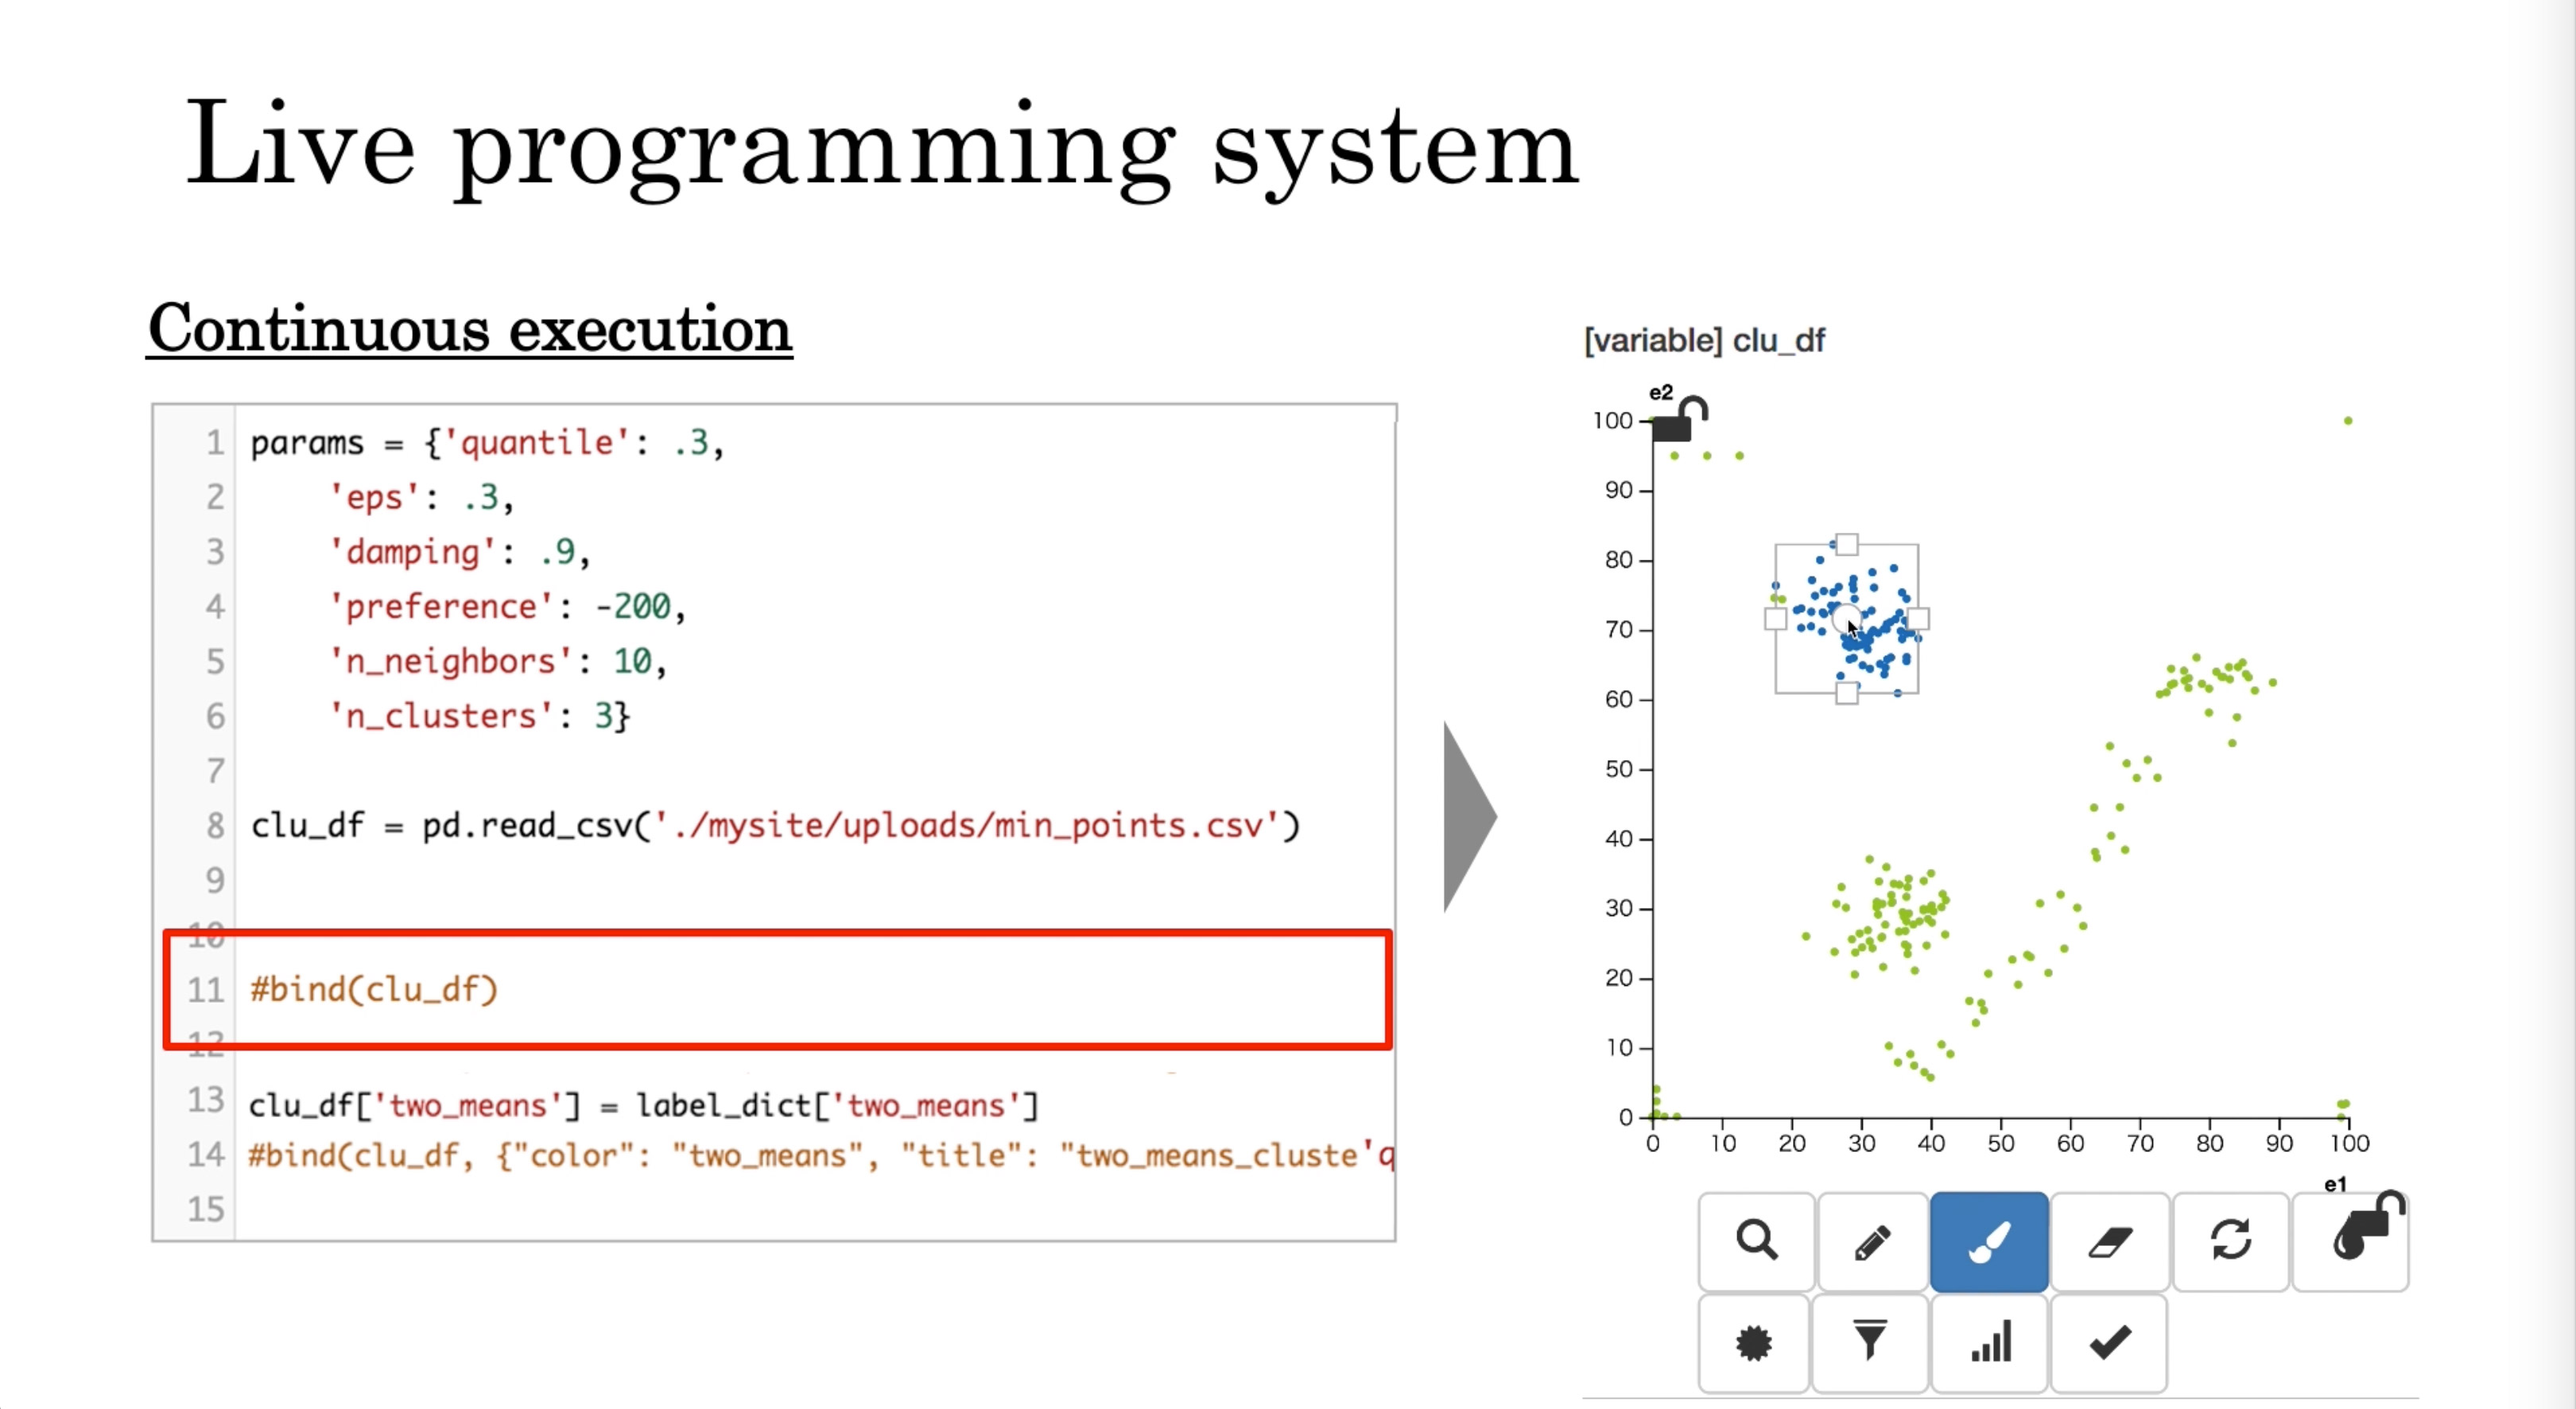 Live programming system
Continuous execution
1 params = {'quantile': .3,
2 'eps': .3,
3 'damping': .9,
4 'preference': -200,
5 'n_neighbors': 10,
6 'n_clusters': 3}
7
8 clu_df = pd.read_csv('./mysite/uploads/min_points.csv')
9
10
11 #bind(clu_df)
12
13 clu_df['two_means'] = label_dict['two_means']
14 #bind(clu_df, {"color": "two_means", "title": "two_means_cluste'q
15
[variable] clu_df
e2
100
90
80
70
60
50
40
30
20
10
0
0 10 20 30 40 50 60 70 80 90 100
e1